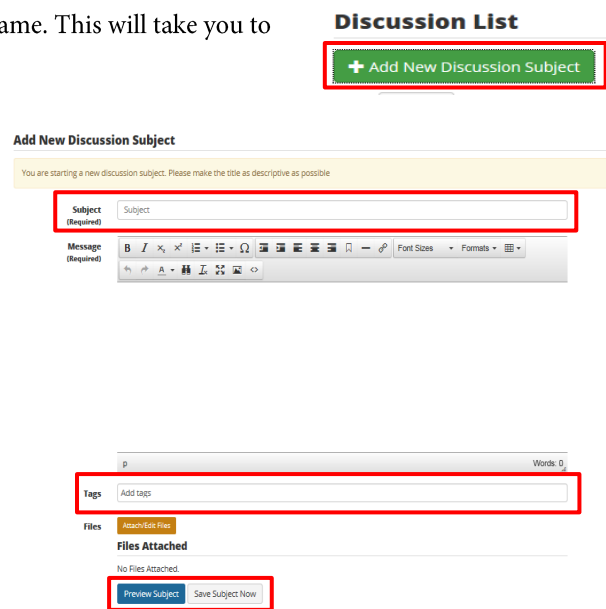 ame. This will take you to
Discussion List
+ Add New Discussion Subject
Add New Discussion Subject
You are starting a new discussion subject. Please make the title as descriptive as possible
Subject
(Required)
Subject
Message
(Required)
B I x₂ x² Ω Font Sizes Formats
A
p Words: 0
Tags
Add tags
Files
Attach/Edit Files
Files Attached
No Files Attached.
Preview Subject Save Subject Now